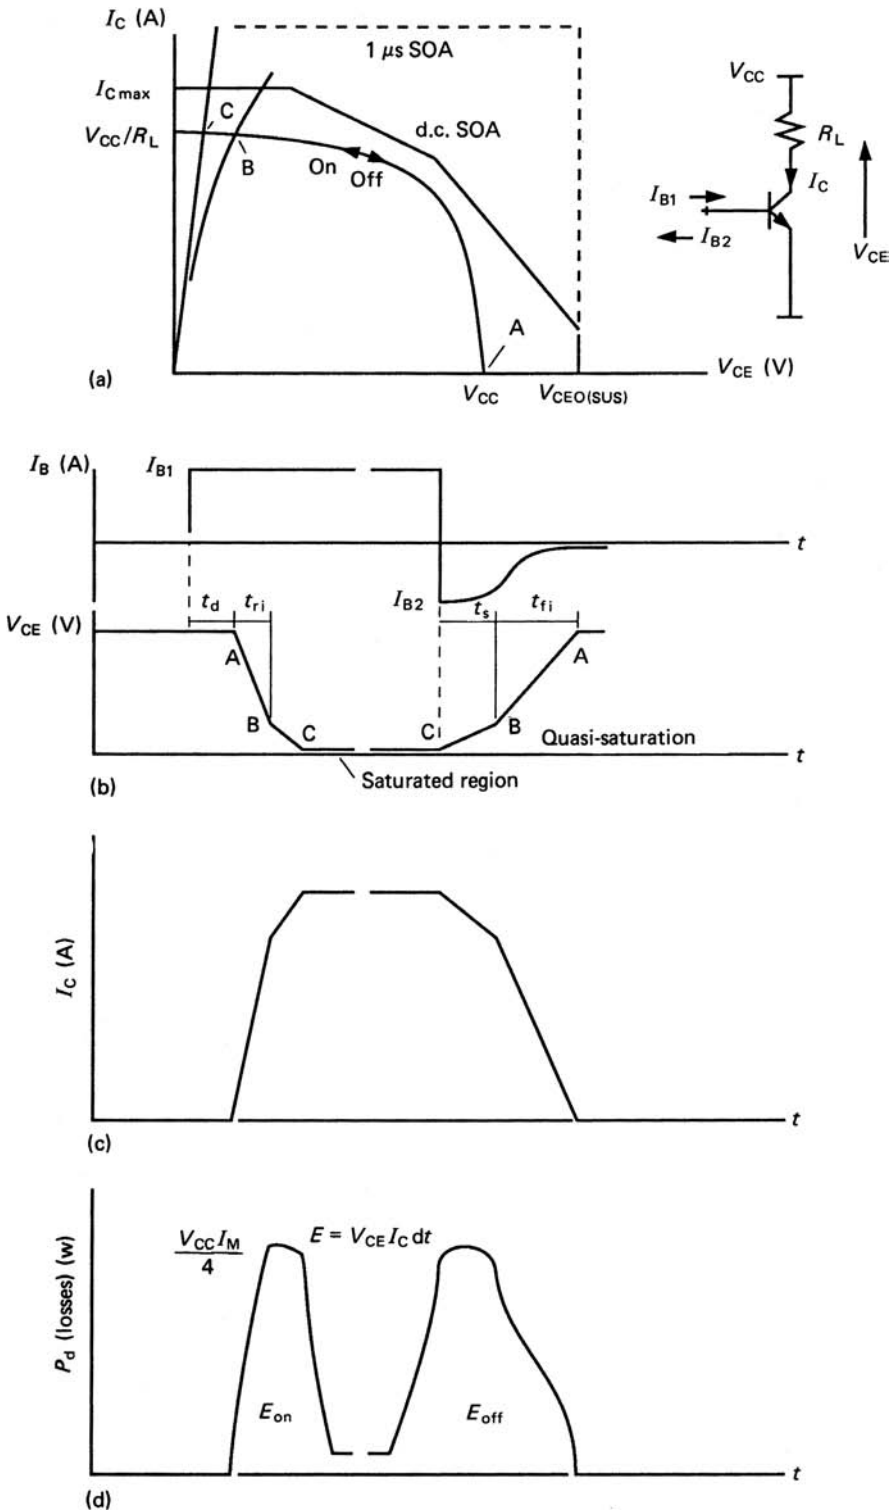 I_C (A)
1 μs SOA
I_C max
C
d.c. SOA
V_CC/R_L
B
On
Off
A
V_CE (V)
V_CC
V_CEO(SUS)
(a)
V_CC
R_L
I_C
I_B1
I_B2
V_CE
I_B (A)
I_B1
t
I_B2
t_d
t_ri
t_s
t_fi
V_CE (V)
A
A
B
C
C
B
Quasi-saturation
t
Saturated region
(b)
I_C (A)
t
(c)
V_CC I_M
4
E = V_CE I_C dt
P_d (losses) (w)
E_on
E_off
t
(d)